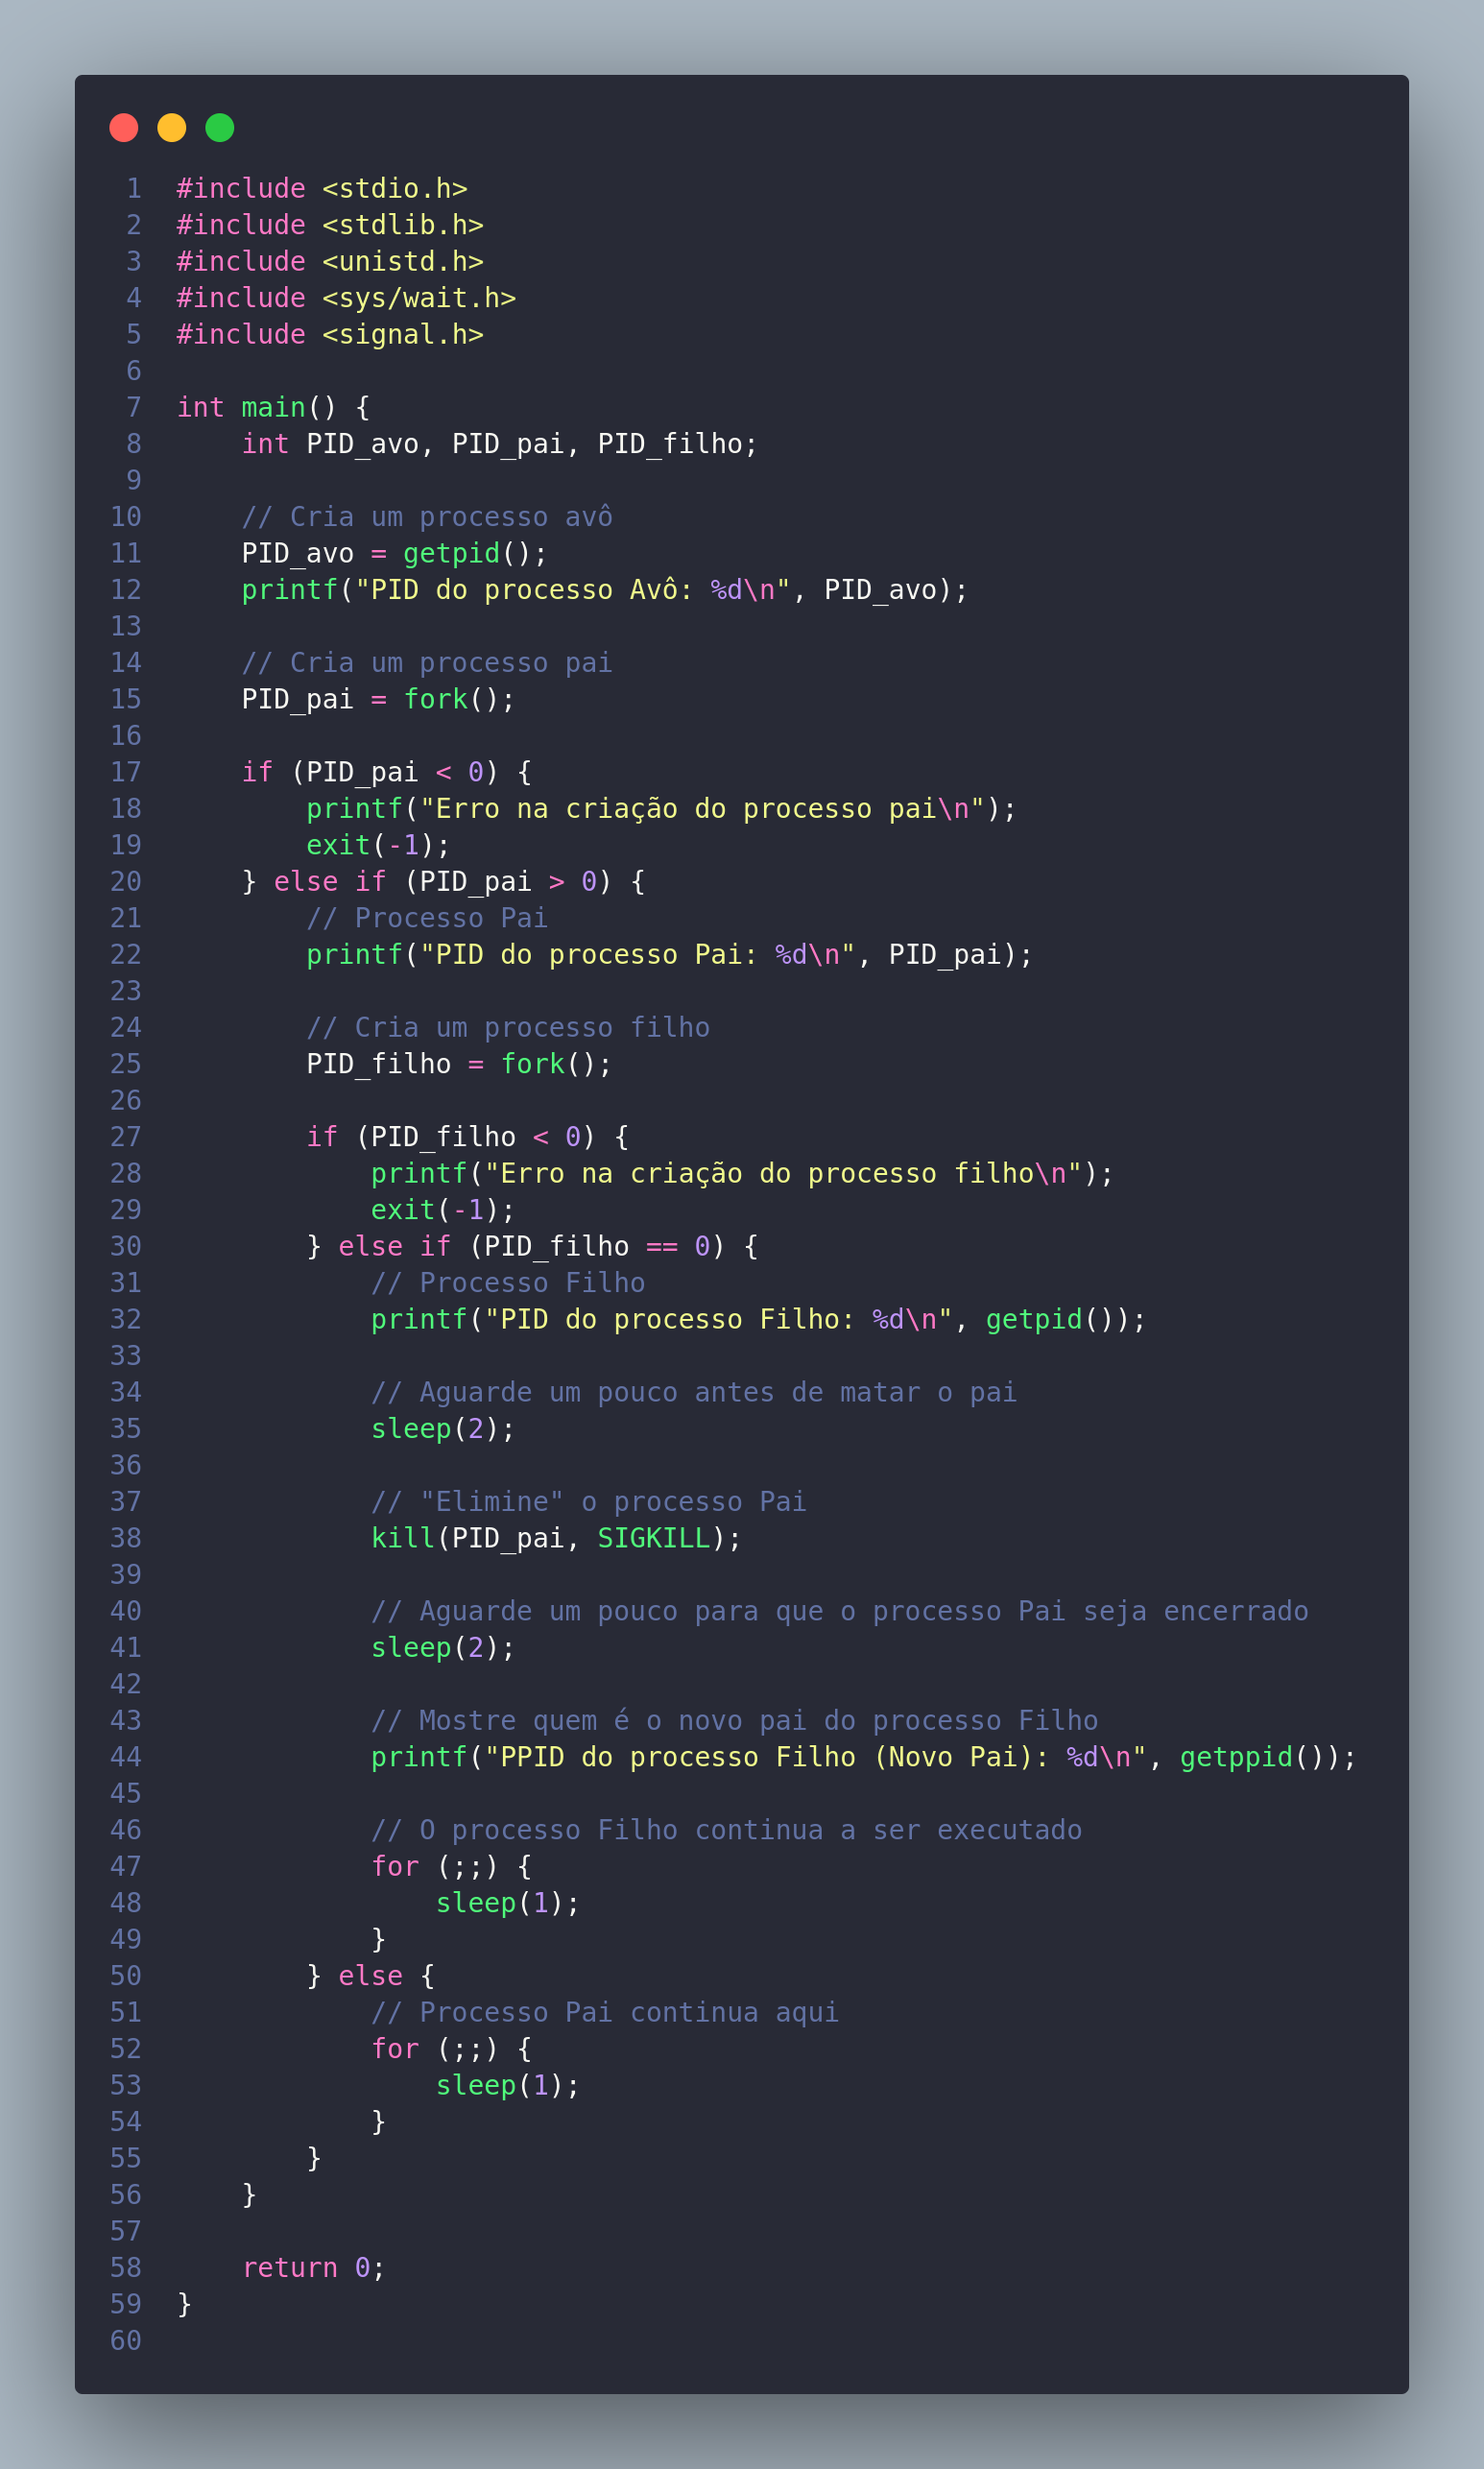 1 #include <stdio.h>
2 #include <stdlib.h>
3 #include <unistd.h>
4 #include <sys/wait.h>
5 #include <signal.h>
6
7 int main() {
8     int PID_avo, PID_pai, PID_filho;
9
10     // Cria um processo avô
11     PID_avo = getpid();
12     printf("PID do processo Avô: %d\n", PID_avo);
13
14     // Cria um processo pai
15     PID_pai = fork();
16
17     if (PID_pai < 0) {
18         printf("Erro na criação do processo pai\n");
19         exit(-1);
20     } else if (PID_pai > 0) {
21         // Processo Pai
22         printf("PID do processo Pai: %d\n", PID_pai);
23
24         // Cria um processo filho
25         PID_filho = fork();
26
27         if (PID_filho < 0) {
28             printf("Erro na criação do processo filho\n");
29             exit(-1);
30         } else if (PID_filho == 0) {
31             // Processo Filho
32             printf("PID do processo Filho: %d\n", getpid());
33
34             // Aguarde um pouco antes de matar o pai
35             sleep(2);
36
37             // "Elimine" o processo Pai
38             kill(PID_pai, SIGKILL);
39
40             // Aguarde um pouco para que o processo Pai seja encerrado
41             sleep(2);
42
43             // Mostre quem é o novo pai do processo Filho
44             printf("PPID do processo Filho (Novo Pai): %d\n", getppid());
45
46             // O processo Filho continua a ser executado
47             for (;;) {
48                 sleep(1);
49             }
50         } else {
51             // Processo Pai continua aqui
52             for (;;) {
53                 sleep(1);
54             }
55         }
56     }
57
58     return 0;
59 }
60